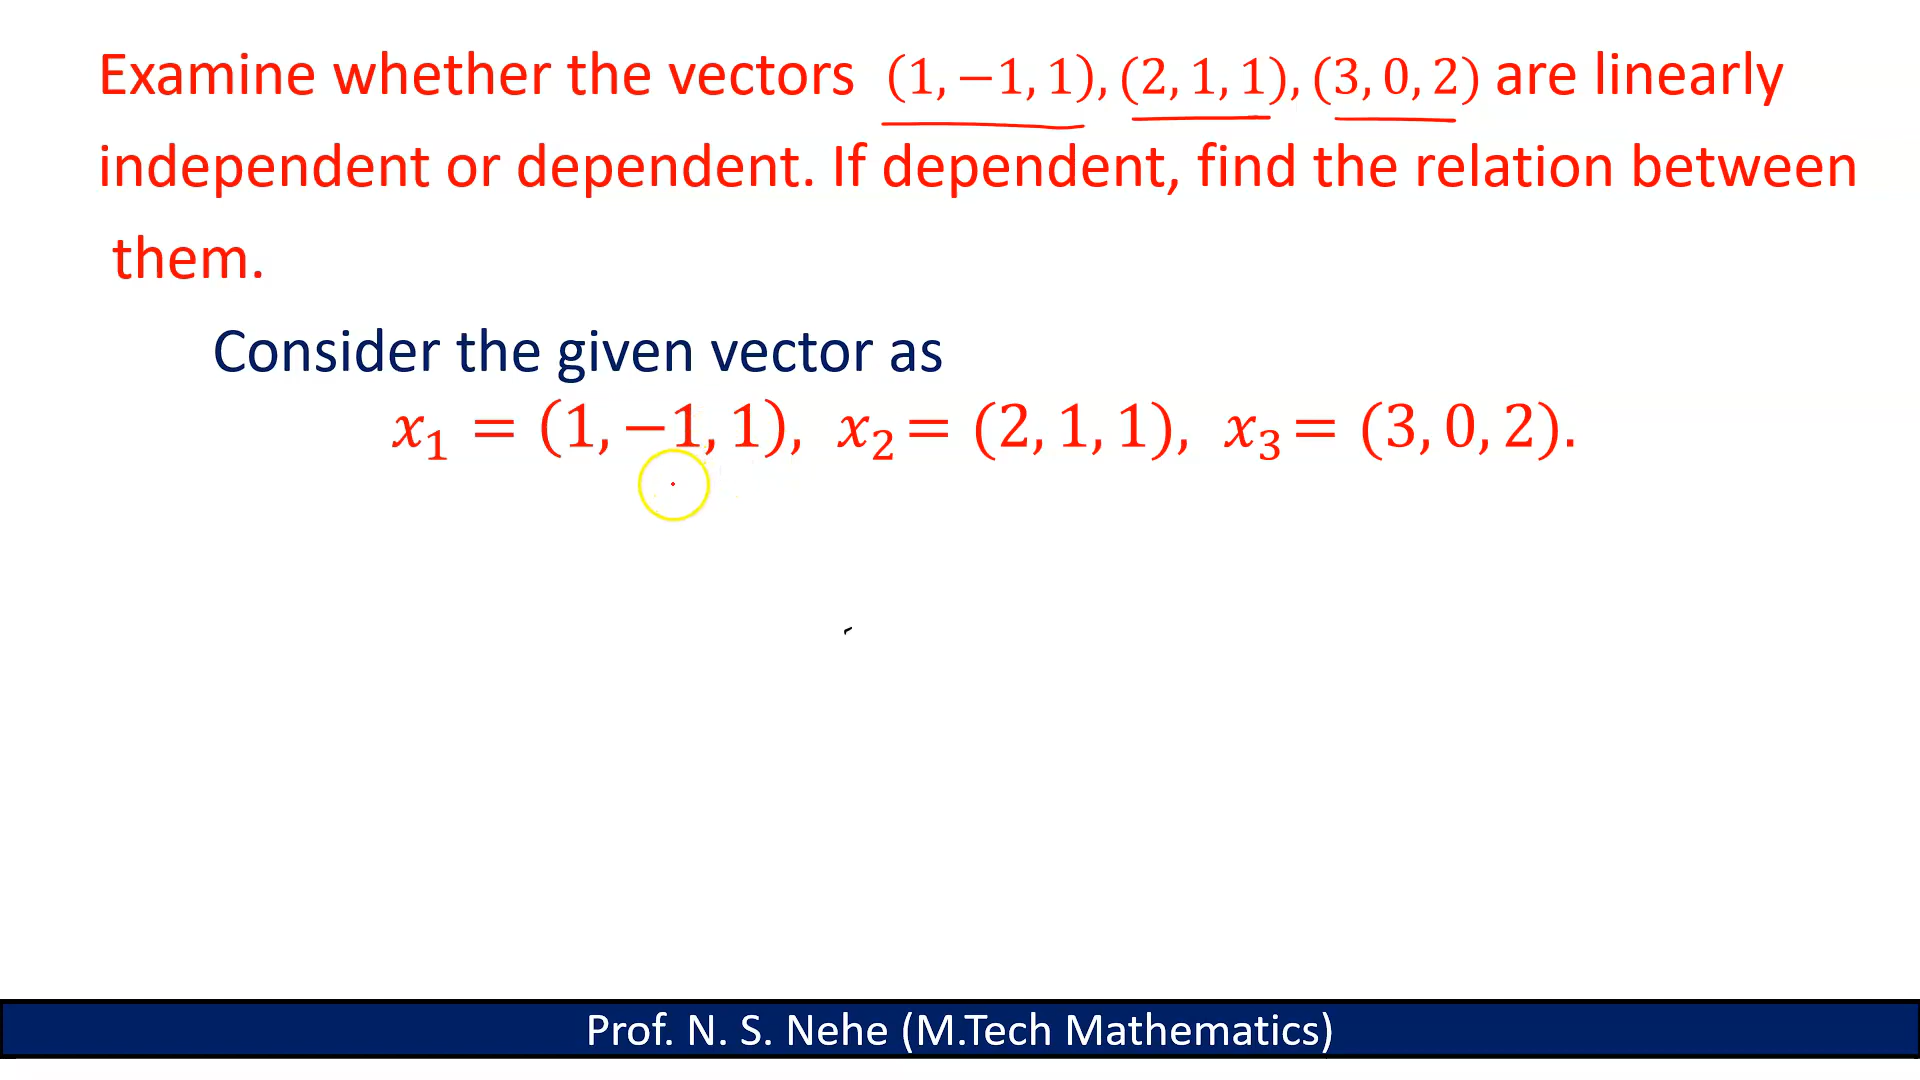 Examine whether the vectors (1, −1, 1), (2, 1, 1), (3, 0, 2) are linearly
independent or dependent. If dependent, find the relation between
them.
Consider the given vector as
x₁ = (1, −1, 1), x₂ = (2, 1, 1), x₃ = (3, 0, 2).
Prof. N. S. Nehe (M.Tech Mathematics)